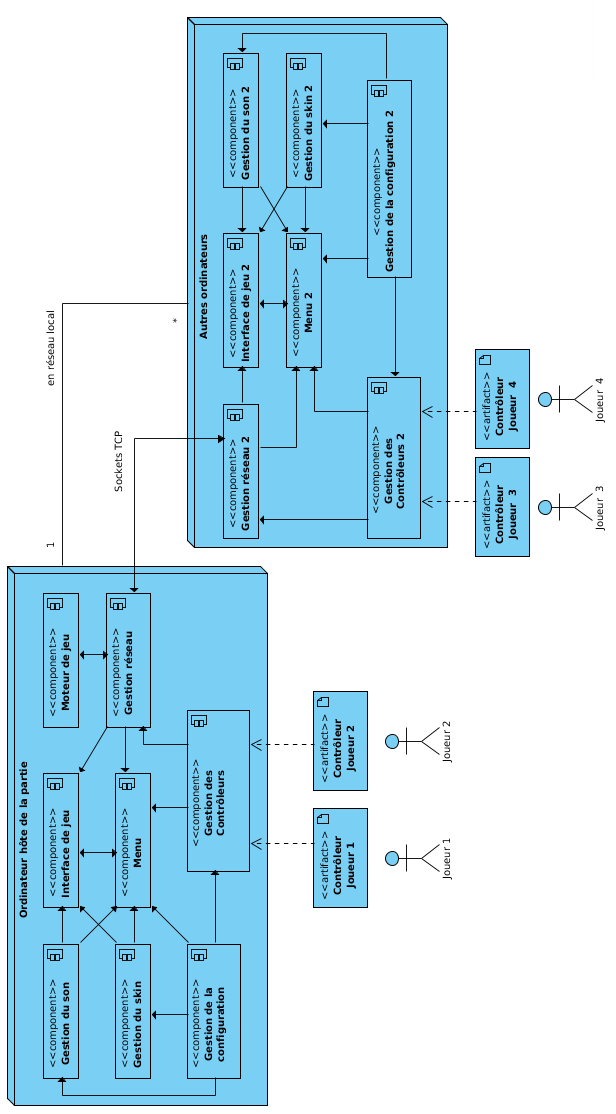 Ordinateur hôte de la partie
<<component>>
Gestion du son
<<component>>
Interface de jeu
<<component>>
Moteur de jeu
<<component>>
Gestion du skin
<<component>>
Menu
<<component>>
Gestion réseau
<<component>>
Gestion de la
configuration
<<component>>
Gestion des
Contrôleurs
<<artifact>>
Contrôleur
Joueur 1
<<artifact>>
Contrôleur
Joueur 2
Joueur 1
Joueur 2
1
en réseau local
*
Sockets TCP
Autres ordinateurs
<<component>>
Gestion réseau 2
<<component>>
Interface de jeu 2
<<component>>
Gestion du son 2
<<component>>
Menu 2
<<component>>
Gestion du skin 2
<<component>>
Gestion des
Contrôleurs 2
<<component>>
Gestion de la configuration 2
<<artifact>>
Contrôleur
Joueur 3
<<artifact>>
Contrôleur
Joueur 4
Joueur 3
Joueur 4